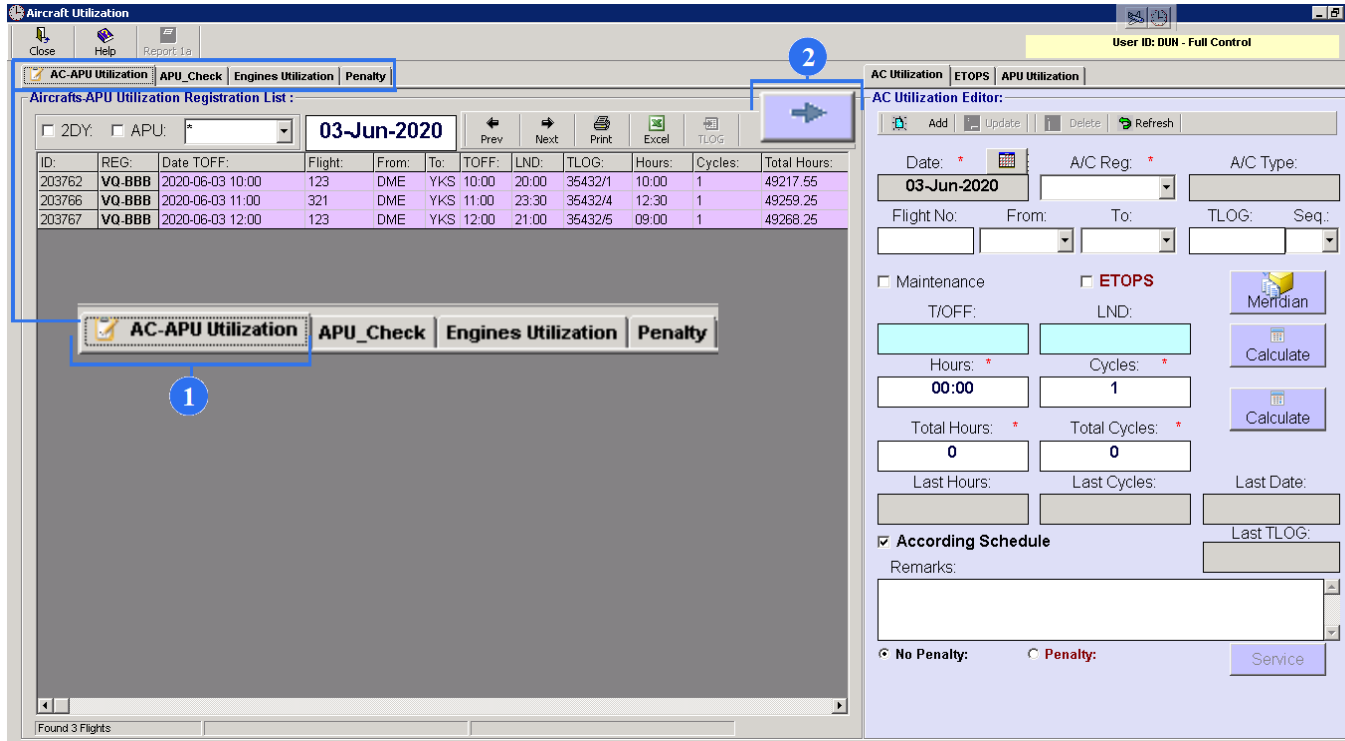 Aircraft Utilization
Close Help Report 1a
User ID: DUN - Full Control
2
AC-APU Utilization APU_Check Engines Utilization Penalty
AC Utilization ETOPS APU Utilization
Aircrafts-APU Utilization Registration List :
AC Utilization Editor:
2DY: APU: * 03-Jun-2020 Prev Next Print Excel TLOG
Add Update Delete Refresh
ID: REG: Date TOFF: Flight: From: To: TOFF: LND: TLOG: Hours: Cycles: Total Hours:
203762 VQ-BBB 2020-06-03 10:00 123 DME YKS 10:00 20:00 35432/1 10:00 1 49217.55
203766 VQ-BBB 2020-06-03 11:00 321 DME YKS 11:00 23:30 35432/4 12:30 1 49259.25
203767 VQ-BBB 2020-06-03 12:00 123 DME YKS 12:00 21:00 35432/5 09:00 1 49268.25
AC-APU Utilization APU_Check Engines Utilization Penalty
1
Date: * A/C Reg: * A/C Type:
03-Jun-2020
Flight No: From: To: TLOG: Seq.:
Maintenance ETOPS Meridian
T/OFF: LND:
Calculate
Hours: * Cycles: *
00:00 1
Calculate
Total Hours: * Total Cycles: *
0 0
Last Hours: Last Cycles: Last Date:
According Schedule Last TLOG:
Remarks:
No Penalty: Penalty: Service
Found 3 Flights